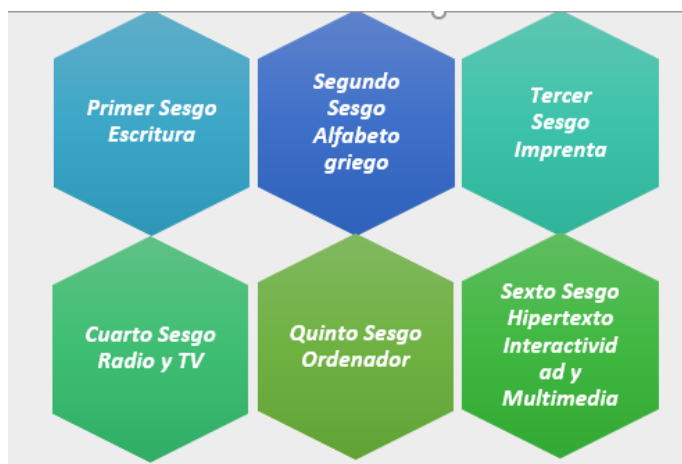 Primer Sesgo
Escritura
Segundo
Sesgo
Alfabeto
griego
Tercer
Sesgo
Imprenta
Cuarto Sesgo
Radio y TV
Quinto Sesgo
Ordenador
Sexto Sesgo
Hipertexto
Interactivid
ad y
Multimedia